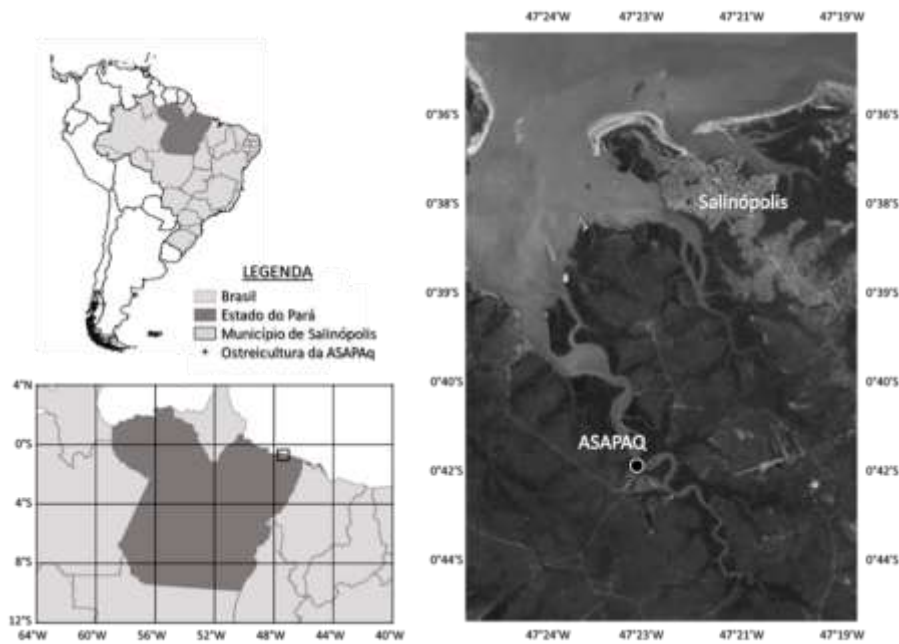 LEGENDA
Brasil
Estado do Pará
Município de Salinópolis
Ostreicultura da ASAPAq
4°N
0°S
4°S
8°S
12°S
64°W 60°W 56°W 52°W 48°W 44°W 40°W
47°24'W 47°23'W 47°21'W 47°19'W
0°36'S 0°36'S
0°38'S 0°38'S
0°39'S 0°39'S
0°40'S 0°40'S
0°42'S 0°42'S
0°44'S 0°44'S
Salinópolis
ASAPAQ
47°24'W 47°23'W 47°21'W 47°19'W